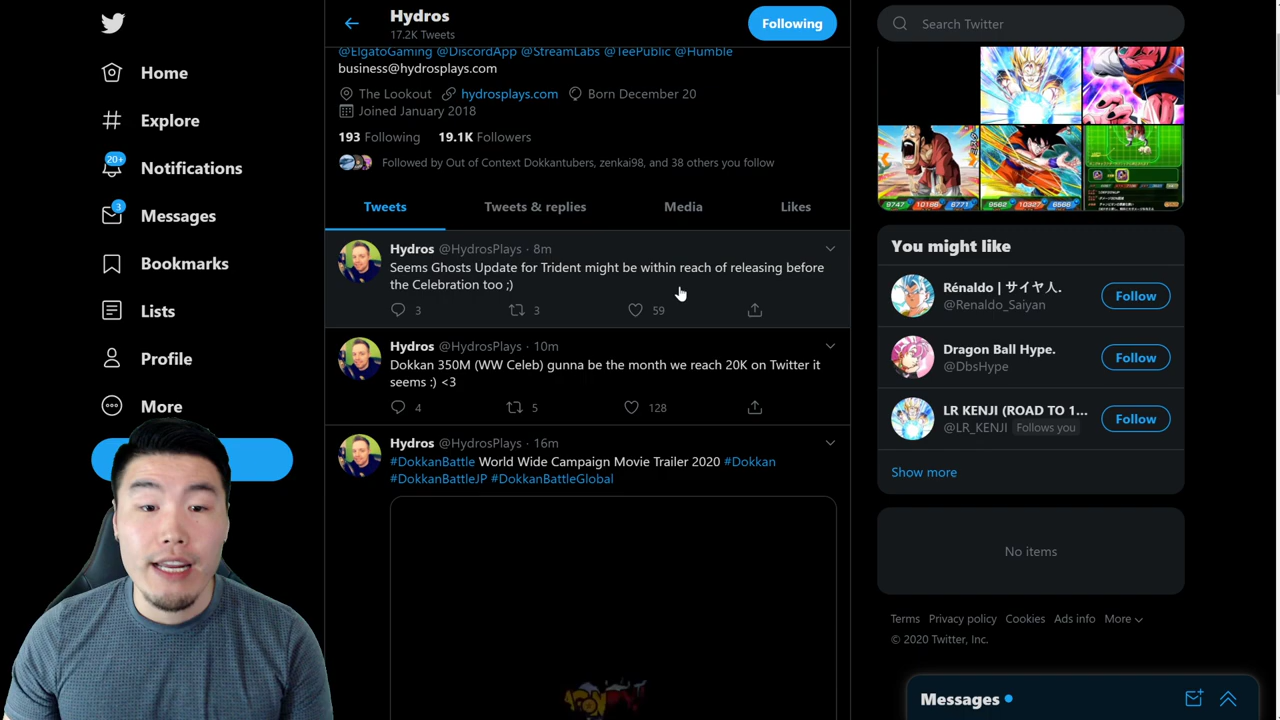 Home
Explore
20+
Notifications
3
Messages
Bookmarks
Lists
Profile
More
Hydros
17.2K Tweets
Following
@ElgatoGaming @DiscordApp @StreamLabs @TeePublic @Humble
business@hydrosplays.com
The Lookout hydrosplays.com Born December 20
Joined January 2018
193 Following 19.1K Followers
Followed by Out of Context Dokkantubers, zenkai98, and 38 others you follow
Tweets Tweets & replies Media Likes
Hydros @HydrosPlays · 8m
Seems Ghosts Update for Trident might be within reach of releasing before
the Celebration too ;)
3 3 59
Hydros @HydrosPlays · 10m
Dokkan 350M (WW Celeb) gunna be the month we reach 20K on Twitter it
seems :) <3
4 5 128
Hydros @HydrosPlays · 16m
#DokkanBattle World Wide Campaign Movie Trailer 2020 #Dokkan
#DokkanBattleJP #DokkanBattleGlobal
Search Twitter
9747 10186 6771
9562 10327 6566
You might like
Rénaldo | サイヤ人.
@Renaldo_Saiyan
Follow
Dragon Ball Hype.
@DbsHype
Follow
LR KENJI (ROAD TO 1...
@LR_KENJI Follows you
Follow
Show more
No items
Terms Privacy policy Cookies Ads info More
© 2020 Twitter, Inc.
Messages